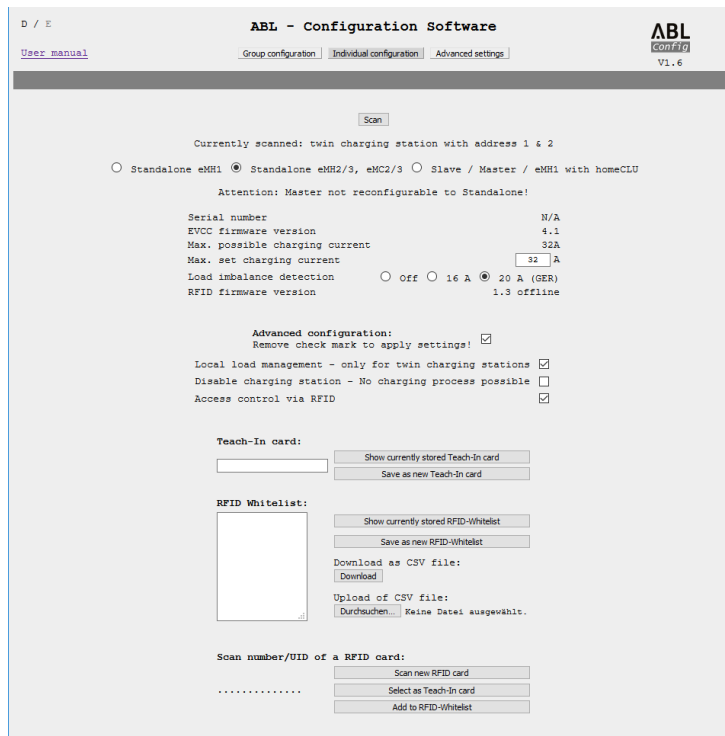 D / E
ABL - Configuration Software
ABL
Config
V1.6
User manual
Group configuration Individual configuration Advanced settings
Scan
Currently scanned: twin charging station with address 1 & 2
Standalone eMH1 Standalone eMH2/3, eMC2/3 Slave / Master / eMH1 with homeCLU
Attention: Master not reconfigurable to Standalone!
Serial number N/A
EVCC firmware version 4.1
Max. possible charging current 32A
Max. set charging current 32 A
Load imbalance detection Off 16 A 20 A (GER)
RFID firmware version 1.3 offline
Advanced configuration:
Remove check mark to apply settings!
Local load management - only for twin charging stations
Disable charging station - No charging process possible
Access control via RFID
Teach-In card:
Show currently stored Teach-In card
Save as new Teach-In card
RFID Whitelist:
Show currently stored RFID-Whitelist
Save as new RFID-Whitelist
Download as CSV file:
Download
Upload of CSV file:
Durchsuchen... Keine Datei ausgewählt.
Scan number/UID of a RFID card:
Scan new RFID card
.............. Select as Teach-In card
Add to RFID-Whitelist